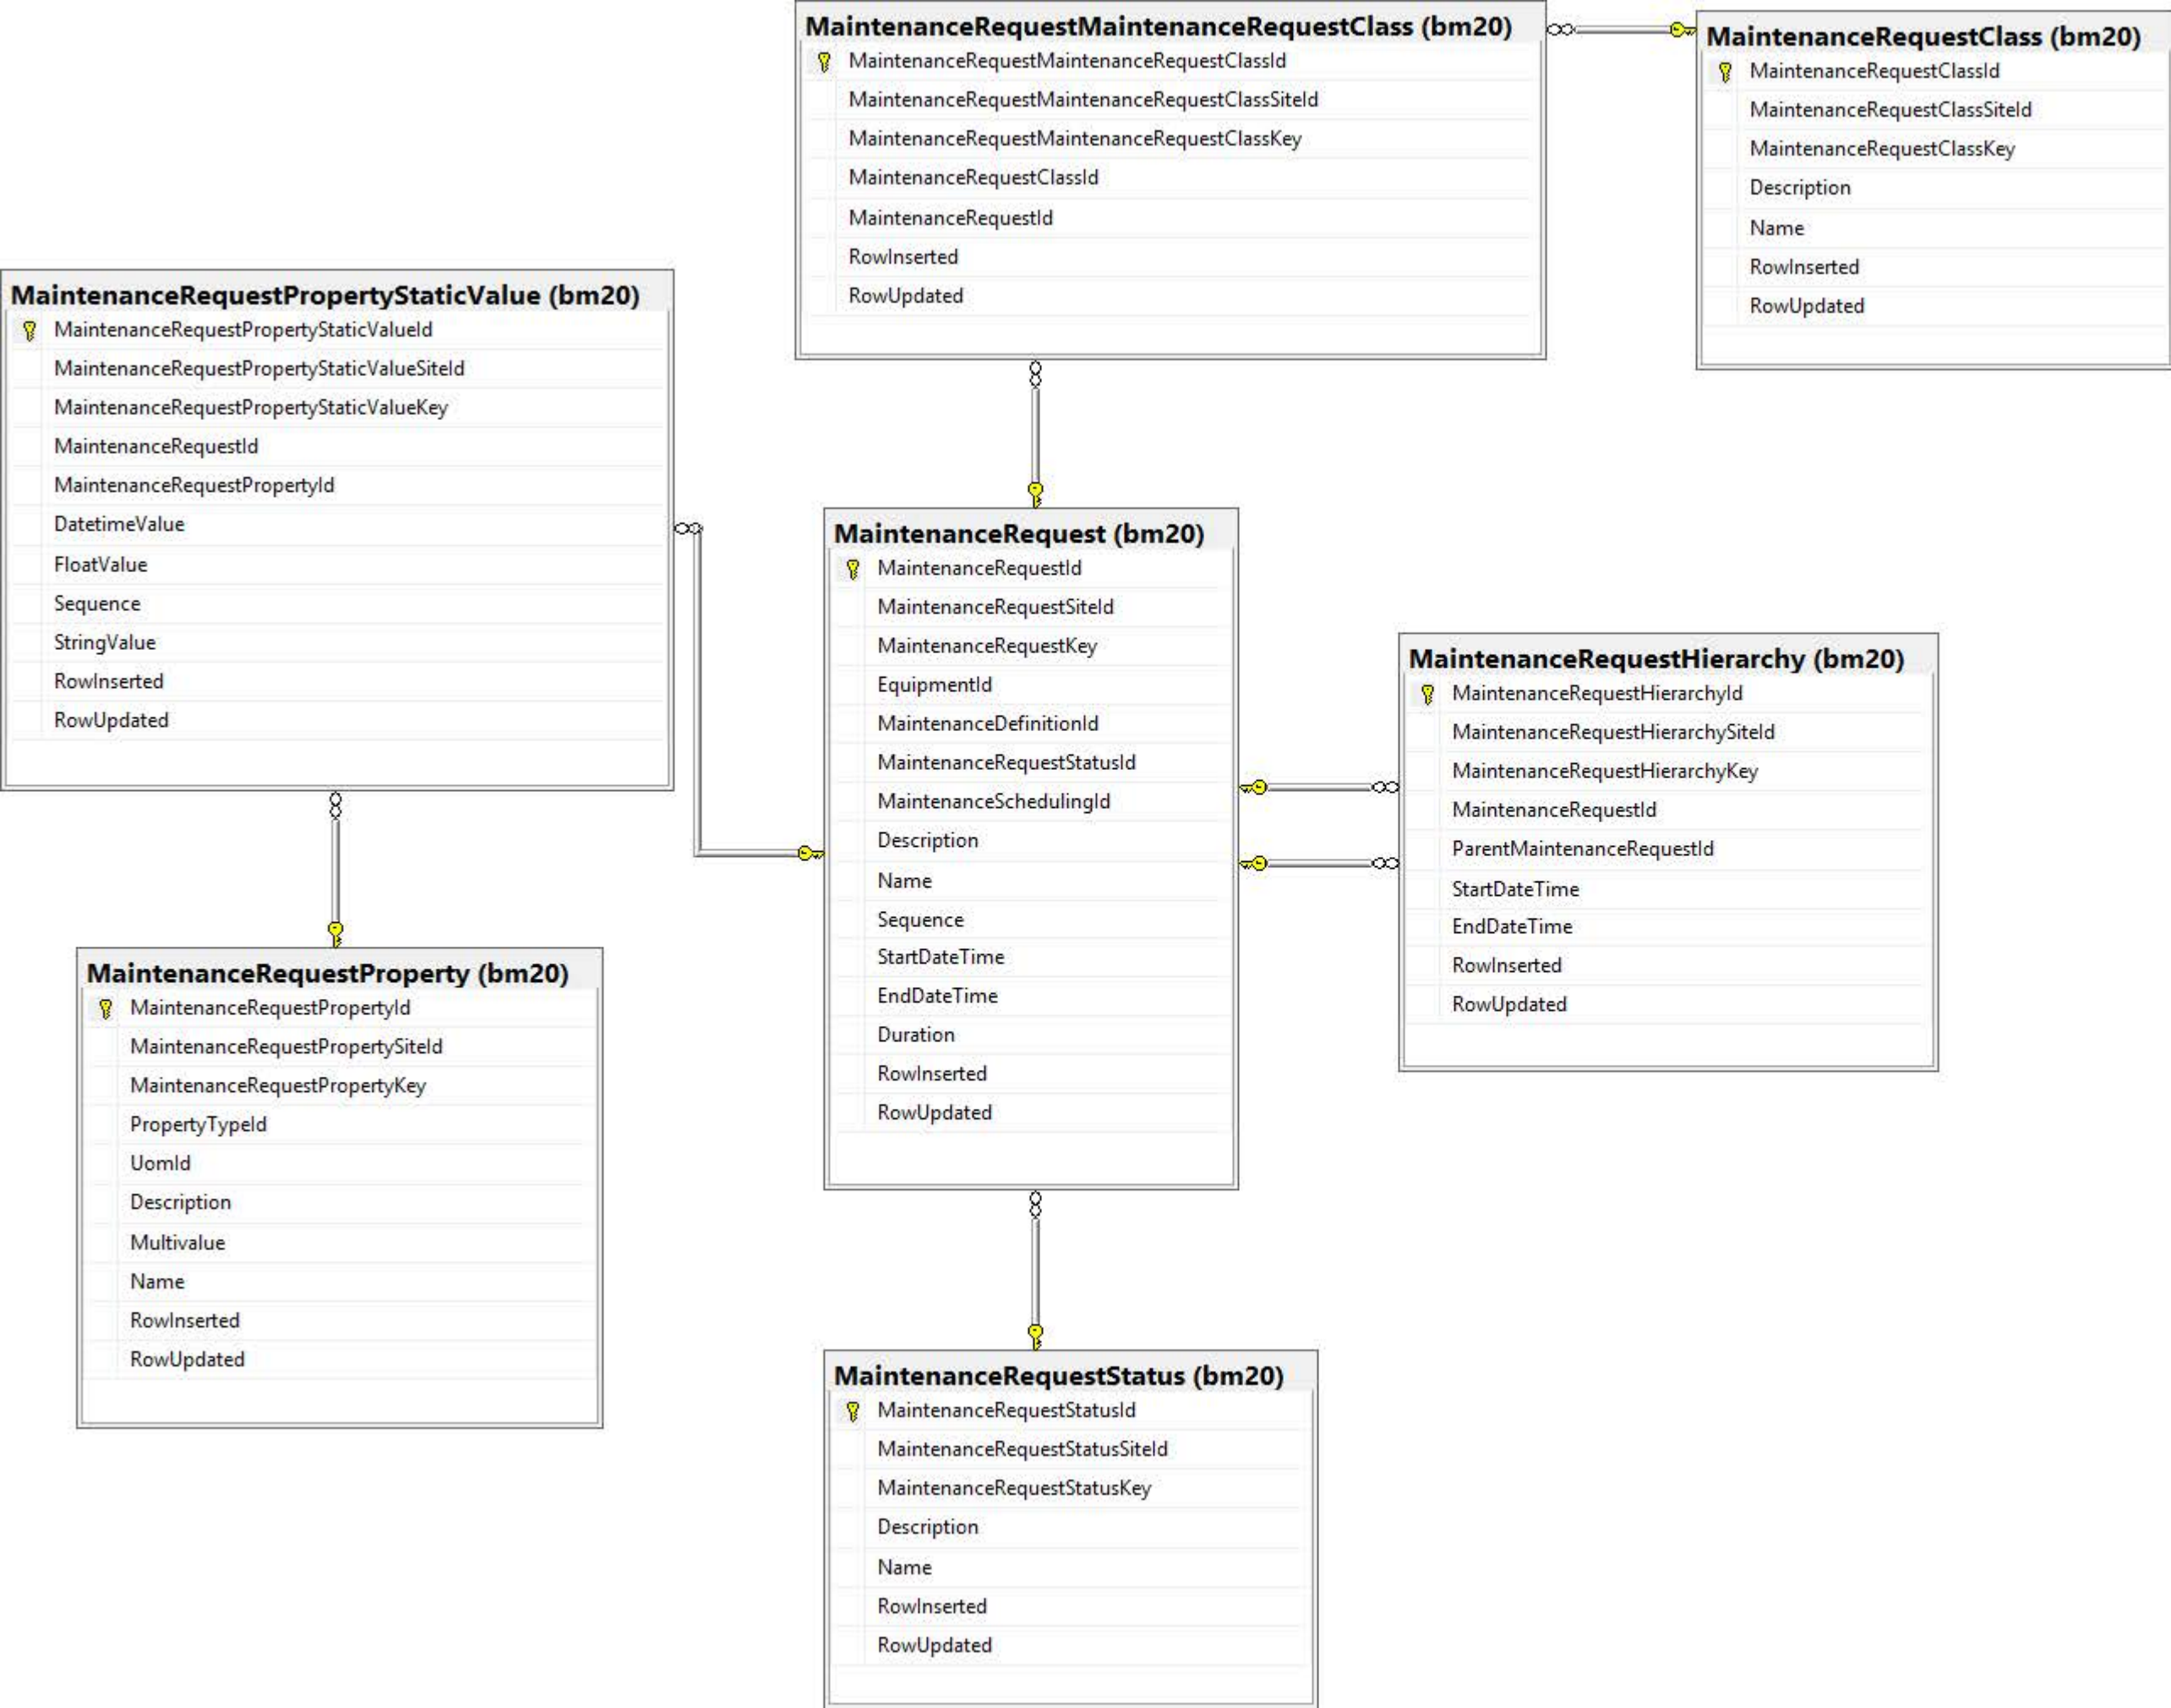 MaintenanceRequestMaintenanceRequestClass (bm20)
MaintenanceRequestMaintenanceRequestClassId
MaintenanceRequestMaintenanceRequestClassSiteId
MaintenanceRequestMaintenanceRequestClassKey
MaintenanceRequestClassId
MaintenanceRequestId
RowInserted
RowUpdated
MaintenanceRequestClass (bm20)
MaintenanceRequestClassId
MaintenanceRequestClassSiteId
MaintenanceRequestClassKey
Description
Name
RowInserted
RowUpdated
MaintenanceRequestPropertyStaticValue (bm20)
MaintenanceRequestPropertyStaticValueId
MaintenanceRequestPropertyStaticValueSiteId
MaintenanceRequestPropertyStaticValueKey
MaintenanceRequestId
MaintenanceRequestPropertyId
DatetimeValue
FloatValue
Sequence
StringValue
RowInserted
RowUpdated
MaintenanceRequest (bm20)
MaintenanceRequestId
MaintenanceRequestSiteId
MaintenanceRequestKey
EquipmentId
MaintenanceDefinitionId
MaintenanceRequestStatusId
MaintenanceSchedulingId
Description
Name
Sequence
StartDateTime
EndDateTime
Duration
RowInserted
RowUpdated
MaintenanceRequestHierarchy (bm20)
MaintenanceRequestHierarchyId
MaintenanceRequestHierarchySiteId
MaintenanceRequestHierarchyKey
MaintenanceRequestId
ParentMaintenanceRequestId
StartDateTime
EndDateTime
RowInserted
RowUpdated
MaintenanceRequestProperty (bm20)
MaintenanceRequestPropertyId
MaintenanceRequestPropertySiteId
MaintenanceRequestPropertyKey
PropertyTypeId
UomId
Description
Multivalue
Name
RowInserted
RowUpdated
MaintenanceRequestStatus (bm20)
MaintenanceRequestStatusId
MaintenanceRequestStatusSiteId
MaintenanceRequestStatusKey
Description
Name
RowInserted
RowUpdated